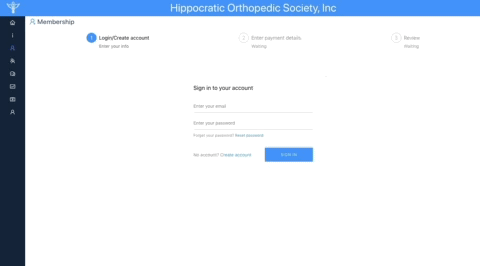 Hippocratic Orthopedic Society, Inc
Membership
1 Login/Create account
Enter your info
2 Enter payment details
Waiting
3 Review
Waiting
Sign in to your account
Enter your email
Enter your password
Forgot your password? Reset password
No account? Create account
SIGN IN